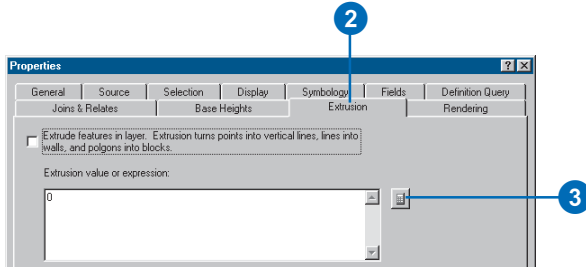 2
Properties
General Source Selection Display Symbology Fields Definition Query
Joins & Relates Base Heights Extrusion Rendering
Extrude features in layer. Extrusion turns points into vertical lines, lines into
walls, and polgons into blocks.
Extrusion value or expression:
0
3